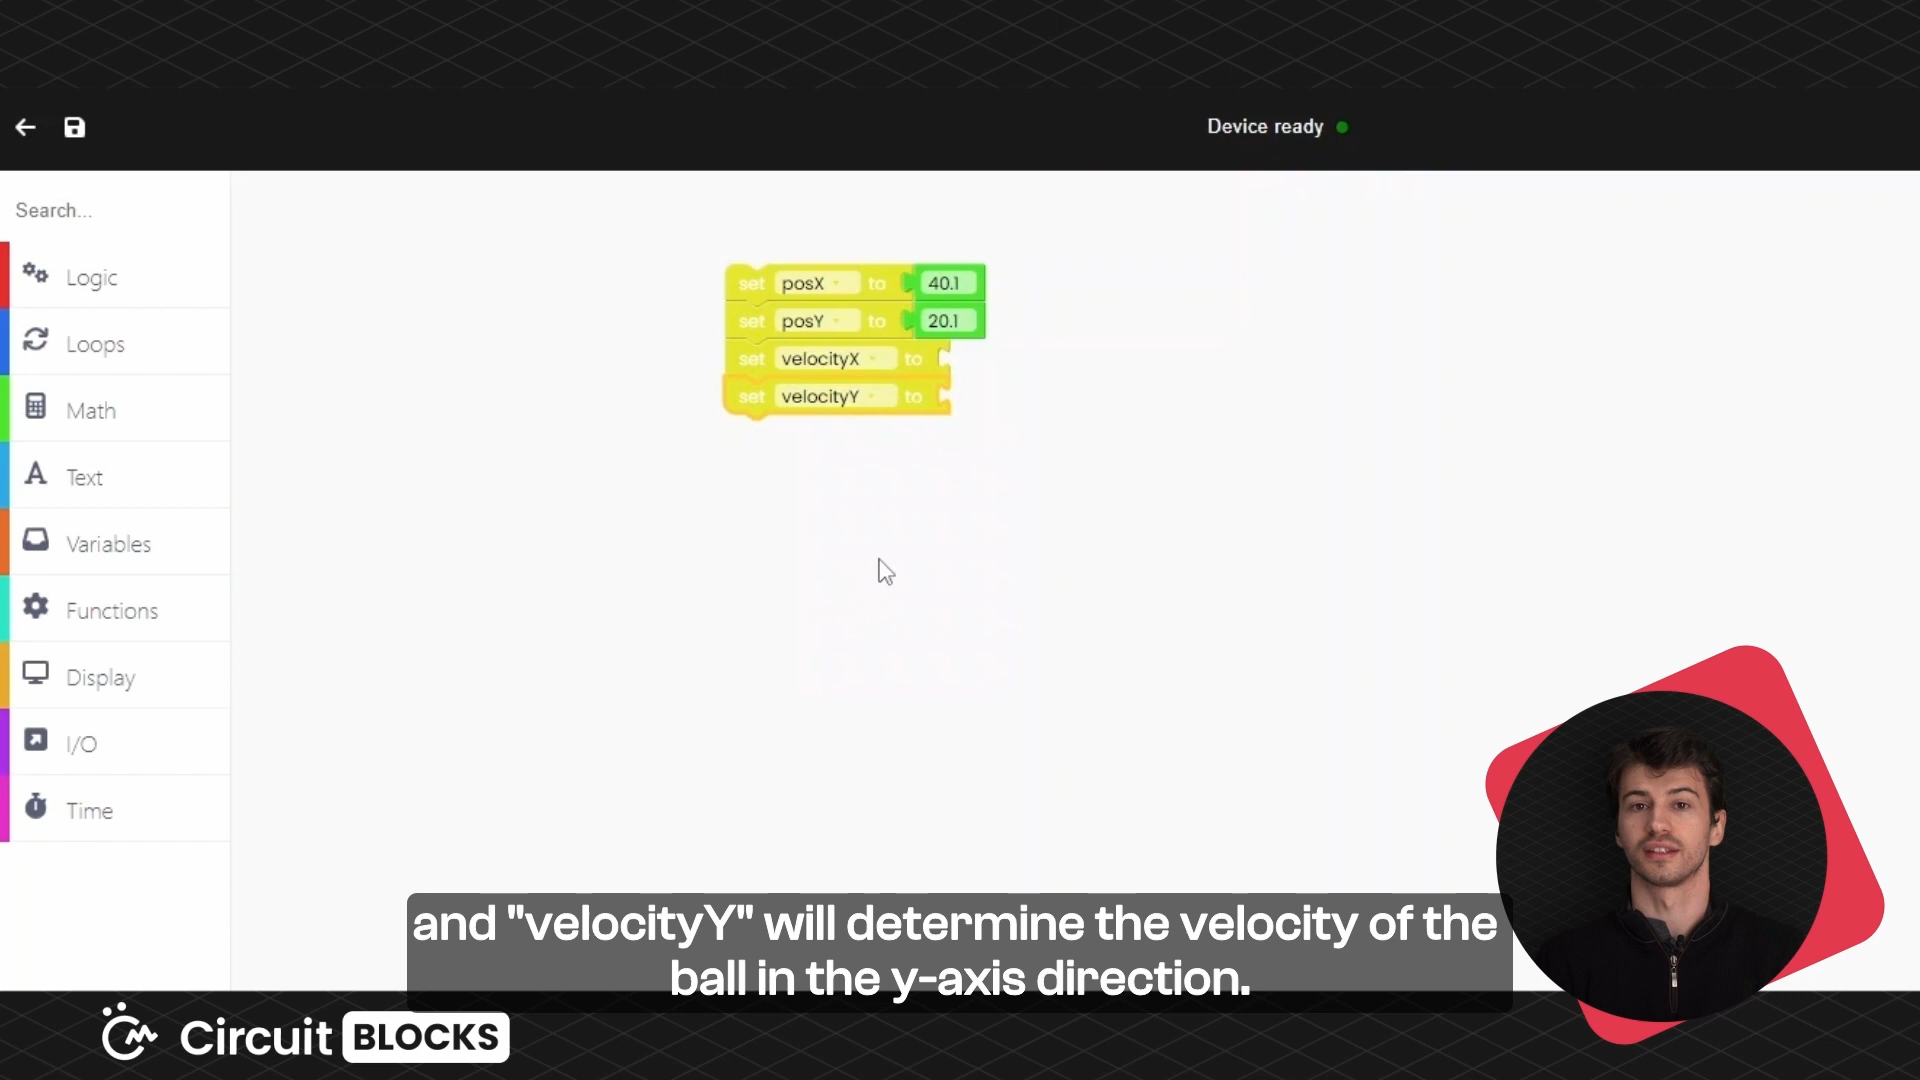 Device ready
Search...
Logic
Loops
Math
Text
Variables
Functions
Display
I/O
Time
set posX to 40.1
set posY to 20.1
set velocityX to
set velocityY to
and "velocityY" will determine the velocity of the
ball in the y-axis direction.
Circuit BLOCKS